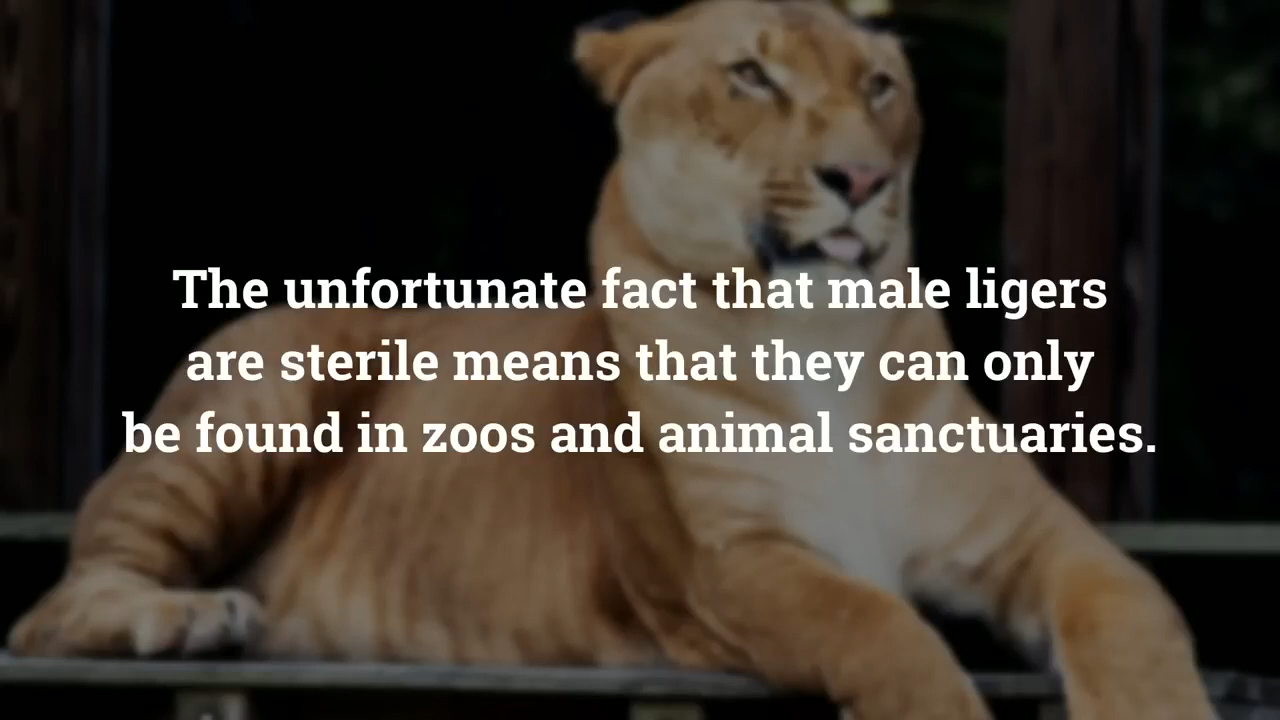 The unfortunate fact that male ligers
are sterile means that they can only
be found in zoos and animal sanctuaries.